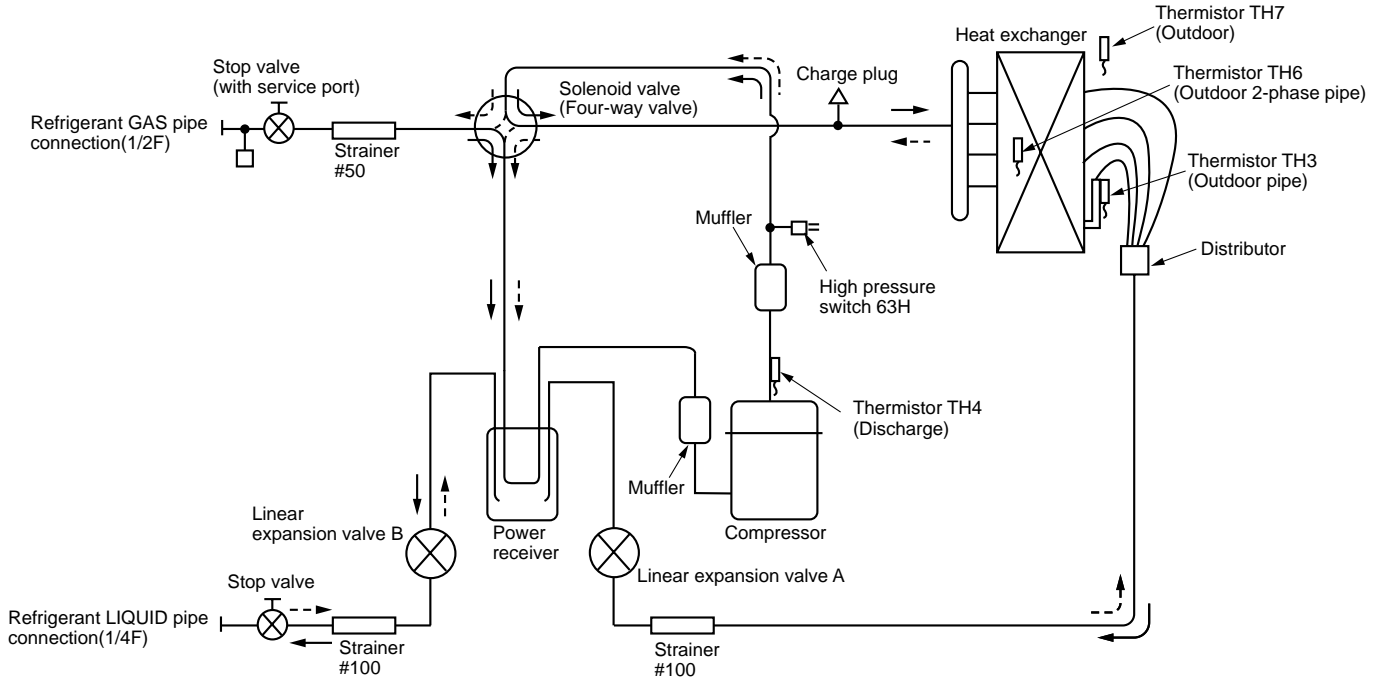 Thermistor TH7
(Outdoor)
Heat exchanger
Stop valve
(with service port)
Solenoid valve
(Four-way valve)
Charge plug
Thermistor TH6
(Outdoor 2-phase pipe)
Refrigerant GAS pipe
connection(1/2F)
Strainer
#50
Thermistor TH3
(Outdoor pipe)
Muffler
Distributor
High pressure
switch 63H
Thermistor TH4
(Discharge)
Muffler
Linear
expansion valve B
Power
receiver
Compressor
Linear expansion valve A
Stop valve
Refrigerant LIQUID pipe
connection(1/4F)
Strainer
#100
Strainer
#100